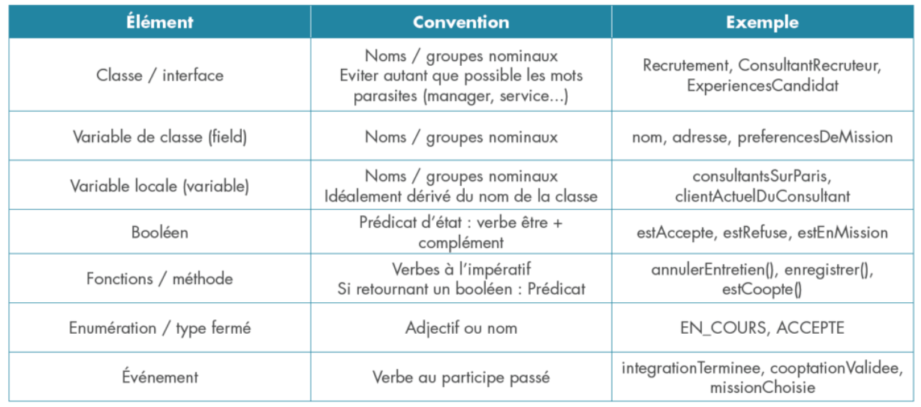 Élément
Convention
Exemple
Classe / interface
Noms / groupes nominaux
Eviter autant que possible les mots
parasites (manager, service...)
Recrutement, ConsultantRecruteur,
ExperiencesCandidat
Variable de classe (field)
Noms / groupes nominaux
nom, adresse, preferencesDeMission
Variable locale (variable)
Noms / groupes nominaux
Idéalement dérivé du nom de la classe
consultantsSurParis,
clientActuelDuConsultant
Booléen
Prédicat d'état : verbe être +
complément
estAccepte, estRefuse, estEnMission
Fonctions / méthode
Verbes à l'impératif
Si retournant un booléen : Prédicat
annulerEntretien(), enregistrer(),
estCoopte()
Enumération / type fermé
Adjectif ou nom
EN_COURS, ACCEPTE
Événement
Verbe au participe passé
integrationTerminee, cooptationValidee,
missionChoisie